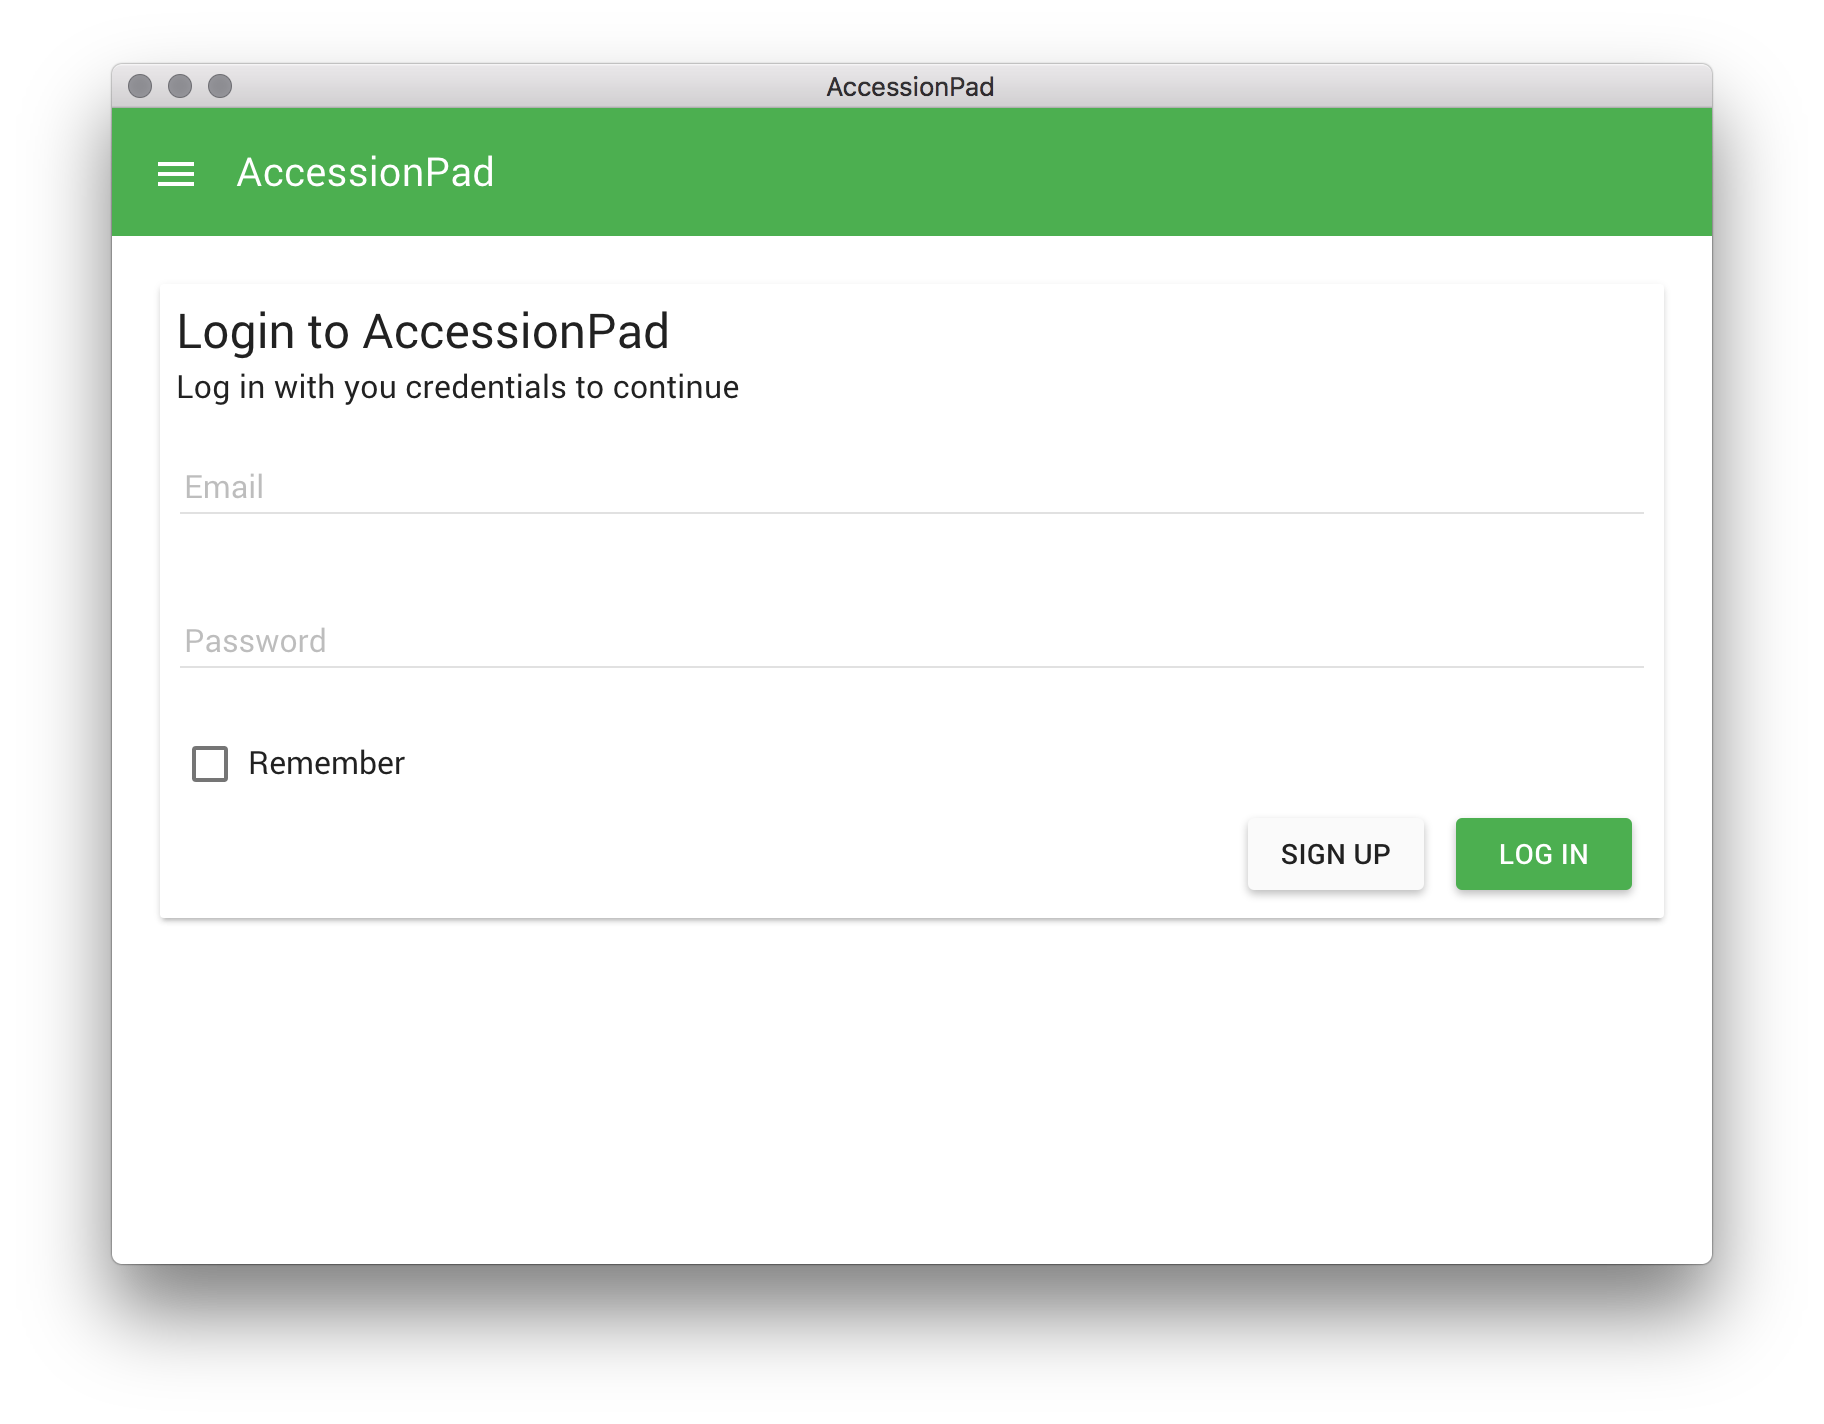 AccessionPad
AccessionPad
Login to AccessionPad
Log in with you credentials to continue
Email
Password
Remember
SIGN UP
LOG IN